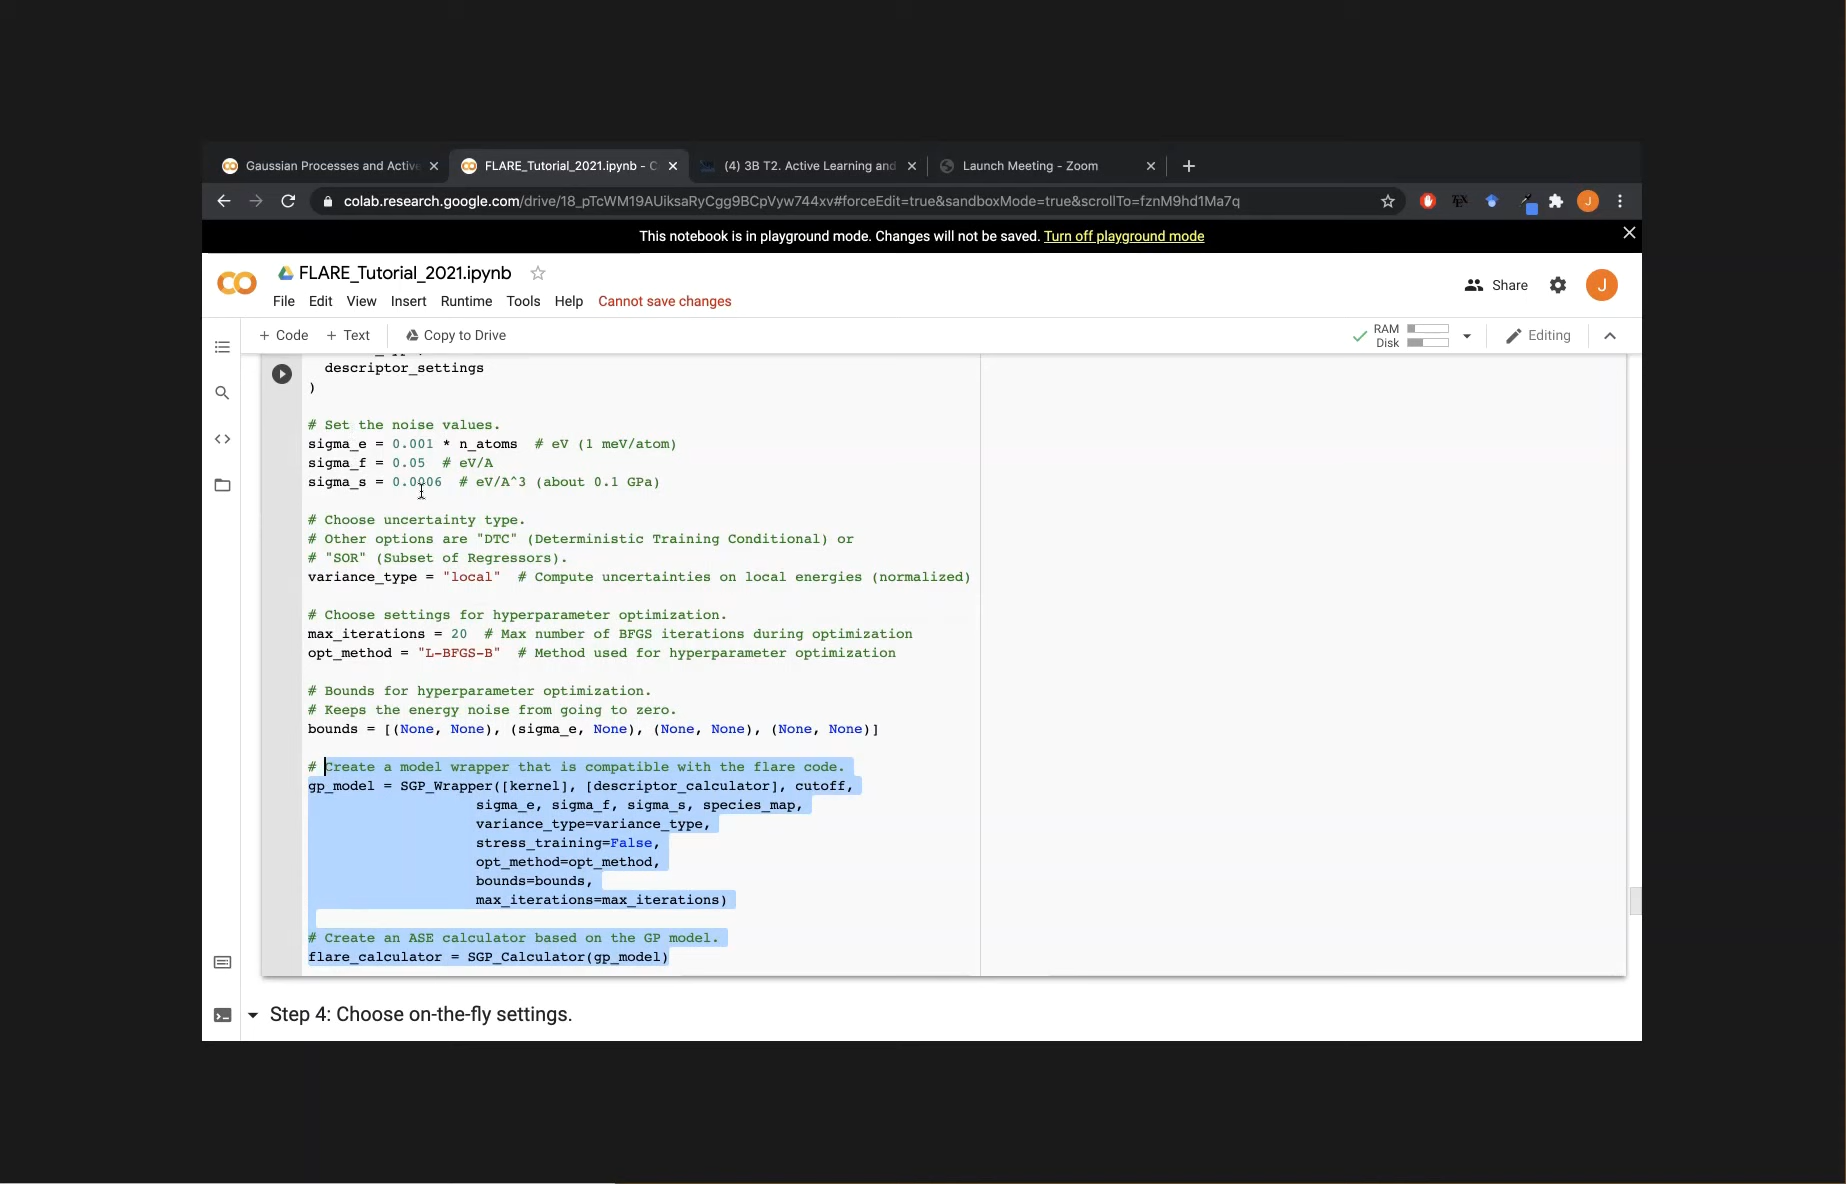 Gaussian Processes and Active
FLARE_Tutorial_2021.ipynb - C
(4) 3B T2. Active Learning and
Launch Meeting - Zoom
colab.research.google.com/drive/18_pTcWM19AUiksaRyCgg9BCpVyw744xv#forceEdit=true&sandboxMode=true&scrollTo=fznM9hd1Ma7q
J
This notebook is in playground mode. Changes will not be saved. Turn off playground mode
FLARE_Tutorial_2021.ipynb
File Edit View Insert Runtime Tools Help Cannot save changes
Share
J
+ Code + Text Copy to Drive
RAM
Disk
Editing
descriptor_settings
)
# Set the noise values.
sigma_e = 0.001 * n_atoms # eV (1 meV/atom)
sigma_f = 0.05 # eV/A
sigma_s = 0.0006 # eV/A^3 (about 0.1 GPa)
# Choose uncertainty type.
# Other options are "DTC" (Deterministic Training Conditional) or
# "SOR" (Subset of Regressors).
variance_type = "local" # Compute uncertainties on local energies (normalized)
# Choose settings for hyperparameter optimization.
max_iterations = 20 # Max number of BFGS iterations during optimization
opt_method = "L-BFGS-B" # Method used for hyperparameter optimization
# Bounds for hyperparameter optimization.
# Keeps the energy noise from going to zero.
bounds = [(None, None), (sigma_e, None), (None, None), (None, None)]
# Create a model wrapper that is compatible with the flare code.
gp_model = SGP_Wrapper([kernel], [descriptor_calculator], cutoff,
sigma_e, sigma_f, sigma_s, species_map,
variance_type=variance_type,
stress_training=False,
opt_method=opt_method,
bounds=bounds,
max_iterations=max_iterations)
# Create an ASE calculator based on the GP model.
flare_calculator = SGP_Calculator(gp_model)
Step 4: Choose on-the-fly settings.